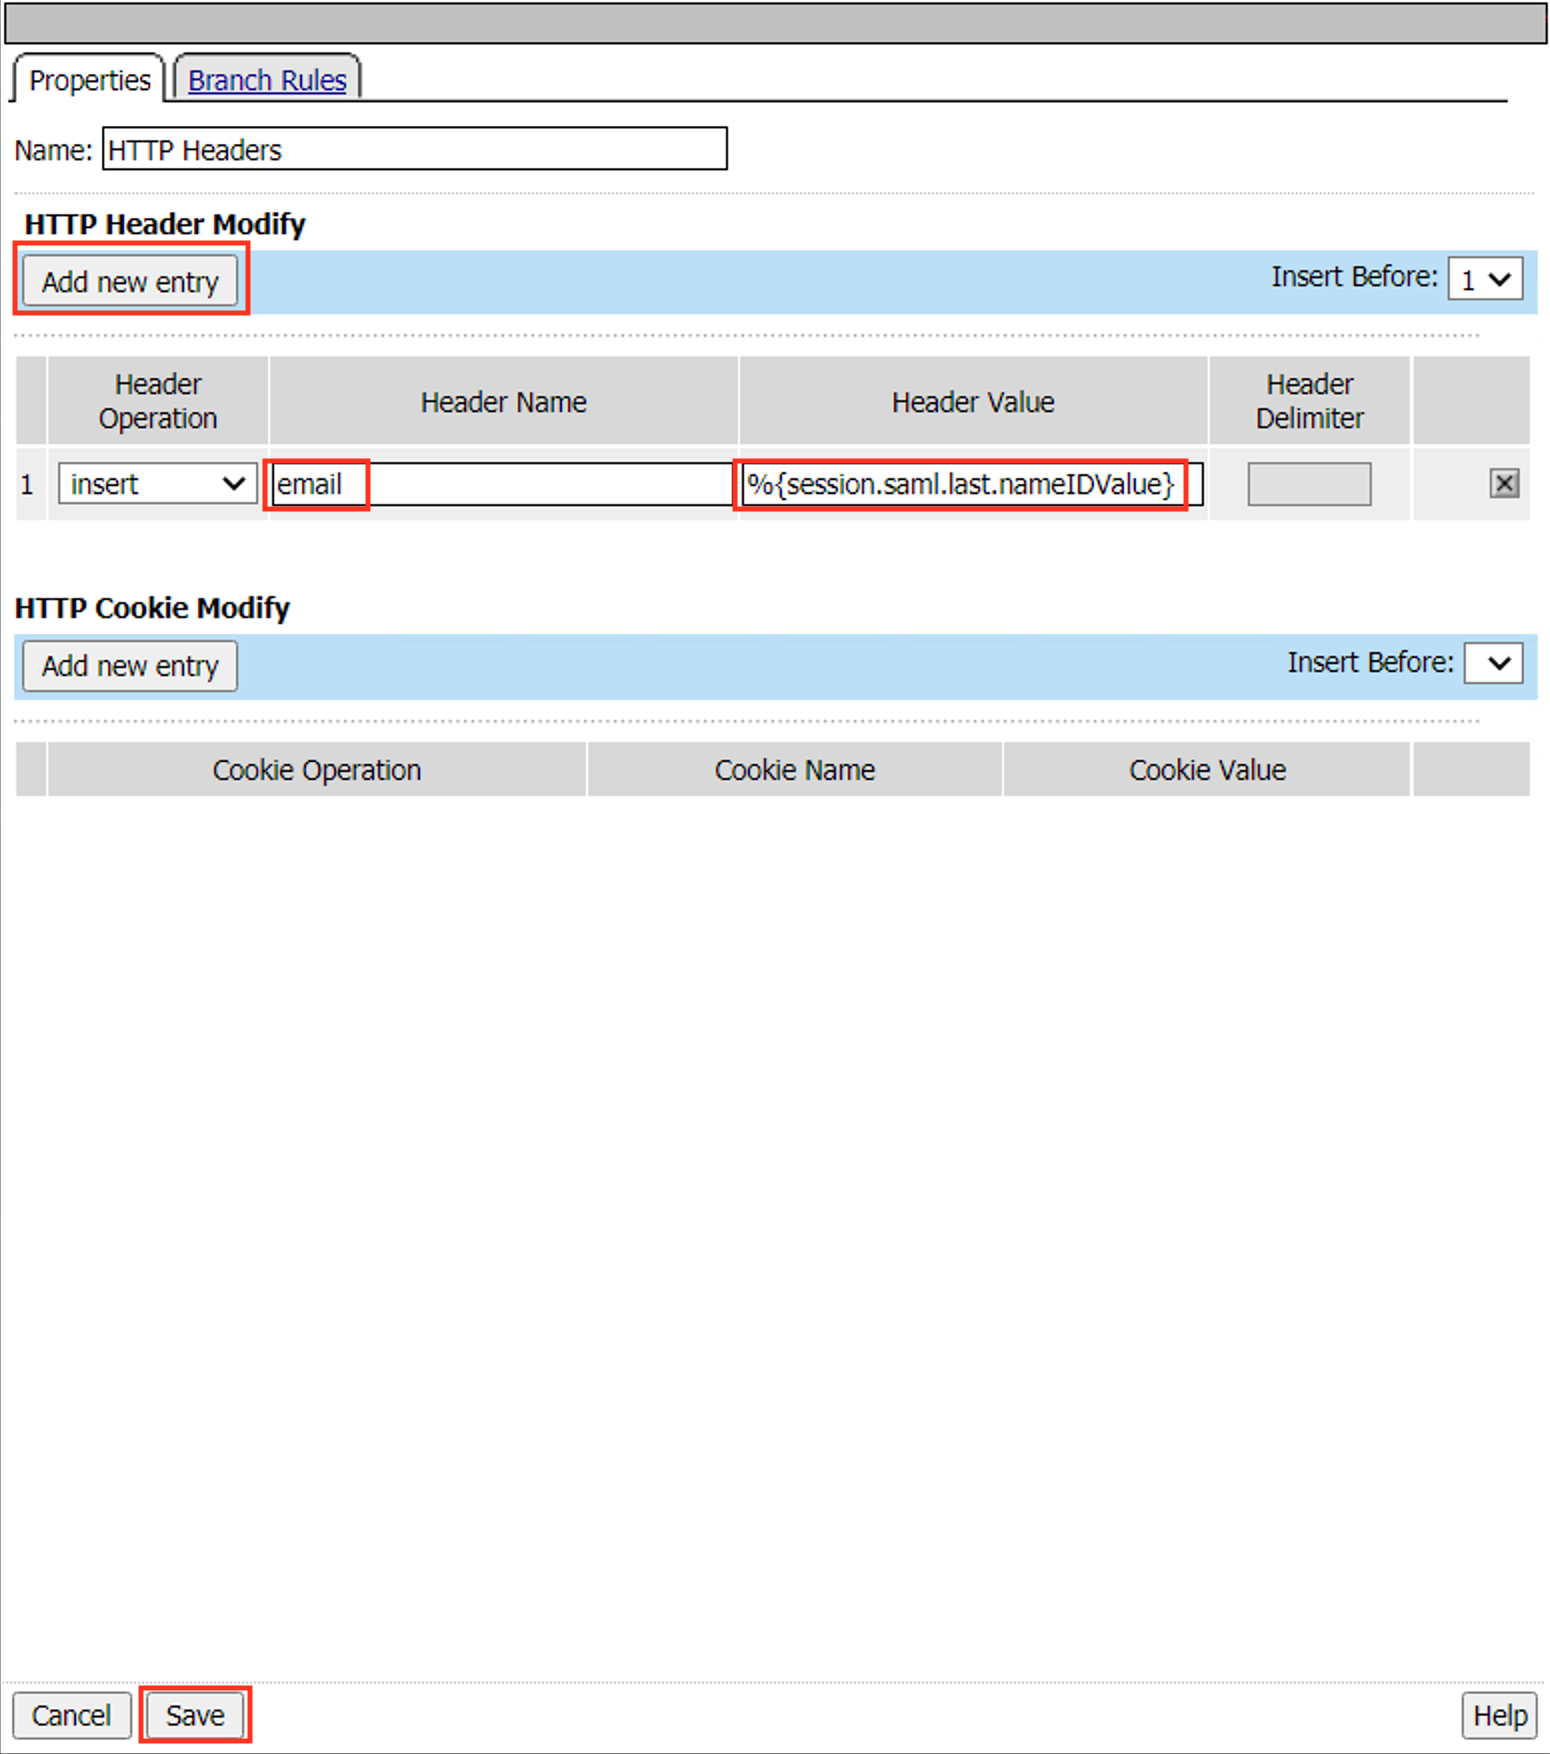 Properties Branch Rules
Name: HTTP Headers
HTTP Header Modify
Add new entry Insert Before: 1
Header Operation Header Name Header Value Header Delimiter
1 insert email %{session.saml.last.nameIDValue}
HTTP Cookie Modify
Add new entry Insert Before:
Cookie Operation Cookie Name Cookie Value
Cancel Save Help